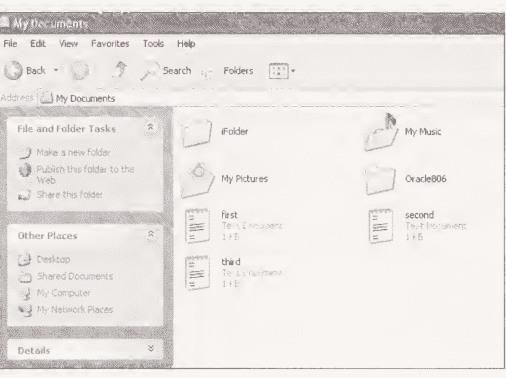 My Documents
File Edit View Favorites Tools Help
Back Search Folders
Address My Documents
File and Folder Tasks
Make a new folder
Publish this folder to the
Web
Share this folder
Other Places
Desktop
Shared Documents
My Computer
My Network Places
Details
iFolder
My Music
My Pictures
Oracle806
first
Text Document
1 KB
second
Text Document
1 KB
third
Text Document
1 KB